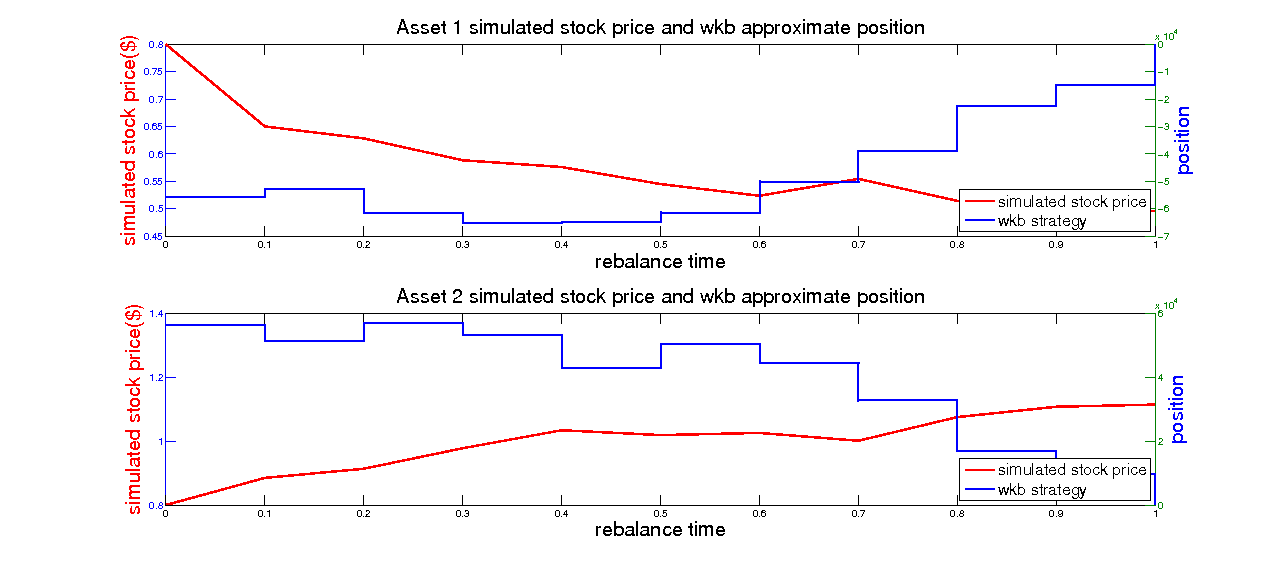 Asset 1 simulated stock price and wkb approximate position
simulated stock price($)
0.8
0.75
0.7
0.65
0.6
0.55
0.5
0.45
x 10^4
0
-1
-2
-3
-4
-5
-6
-7
position
simulated stock price
wkb strategy
0 0.1 0.2 0.3 0.4 0.5 0.6 0.7 0.8 0.9 1
rebalance time
Asset 2 simulated stock price and wkb approximate position
simulated stock price($)
1.4
1.2
1
0.8
x 10^4
6
4
2
0
position
simulated stock price
wkb strategy
0 0.1 0.2 0.3 0.4 0.5 0.6 0.7 0.8 0.9 1
rebalance time